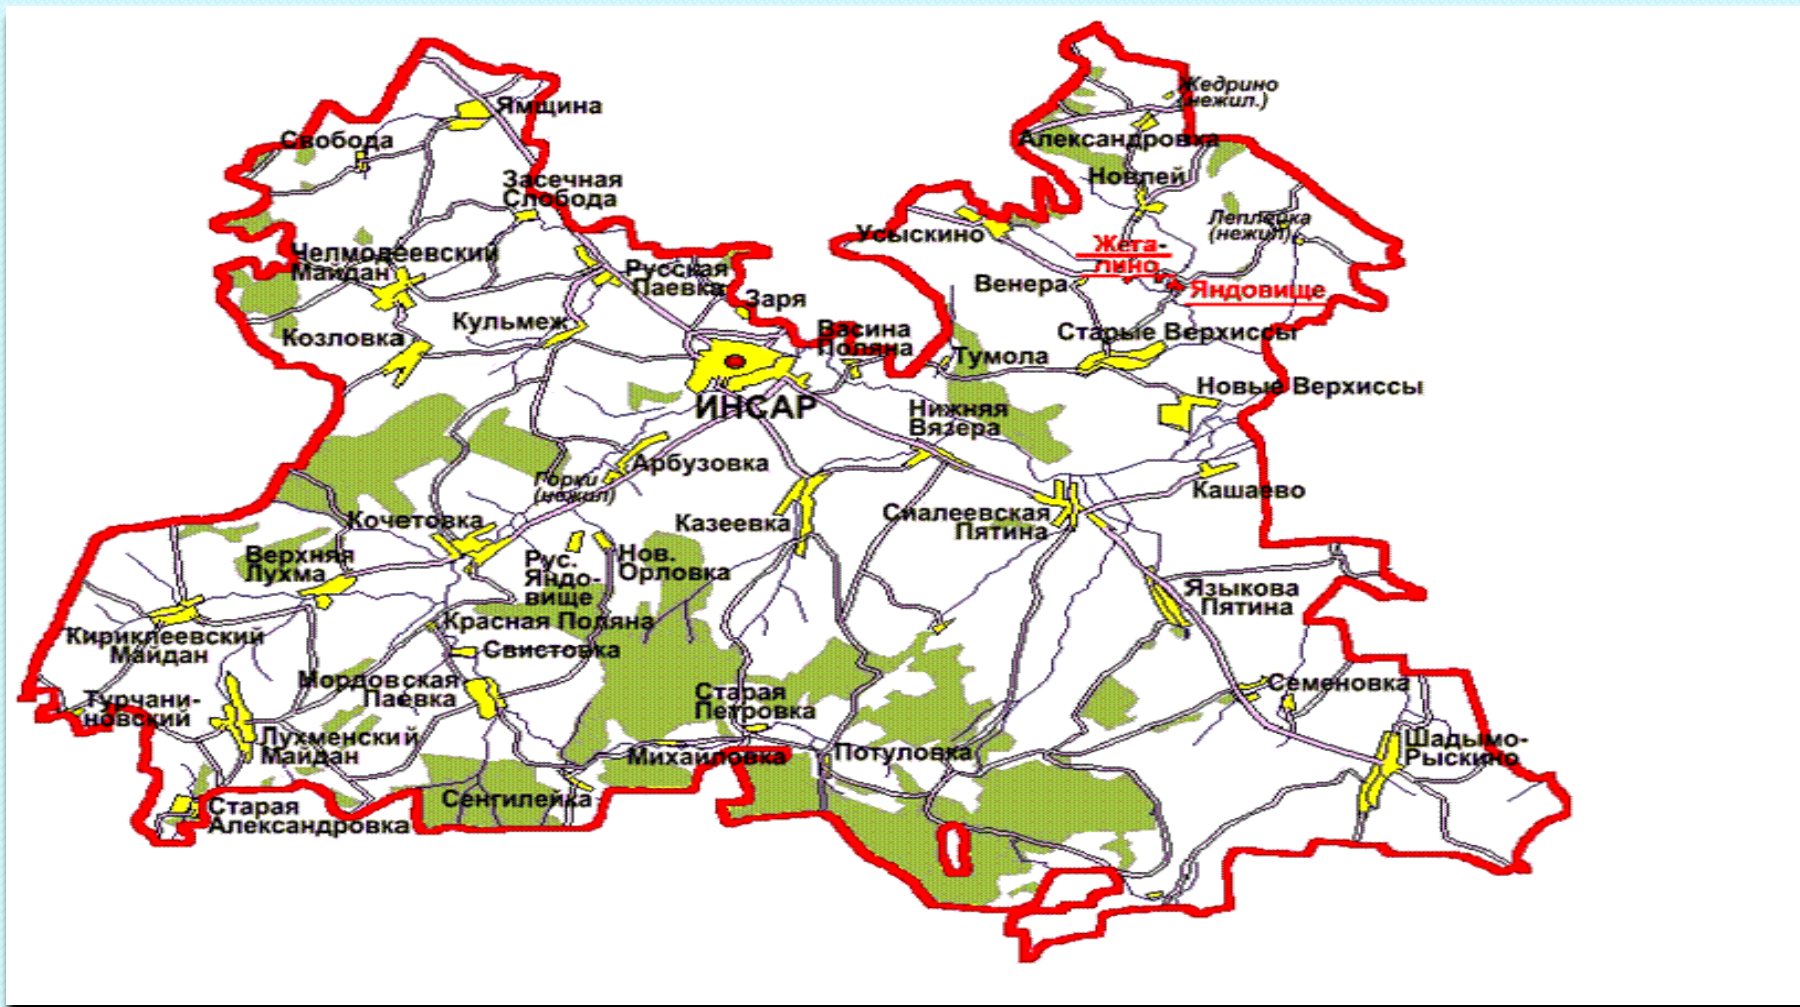 Жедрино
(нежил.)
Ямщина
Свобода
Александровка
Засечная
Слобода
Новлей
Леплейка
(нежил)
Усыскино
Жета-
лино
Челмодеевский
Майдан
Русская
Паевка
Венера
Яндовище
Заря
Козловка
Кульмеж
Васина
Поляна
Старые Верхиссы
Тумола
Новые Верхиссы
ИНСАР
Нижняя
Вязера
Арбузовка
Горки
(нежил)
Кашаево
Кочетовка
Казеевка
Сиалеевская
Пятина
Верхняя
Лухма
Рус.
Яндо-
вище
Нов.
Орловка
Языкова
Пятина
Красная Поляна
Кириклеевский
Майдан
Свистовка
Мордовская
Паевка
Старая
Петровка
Семеновка
Турчани-
новский
Лухменский
Майдан
Михайловка
Потуловка
Шадымо-
Рыскино
Сенгилейка
Старая
Александровка